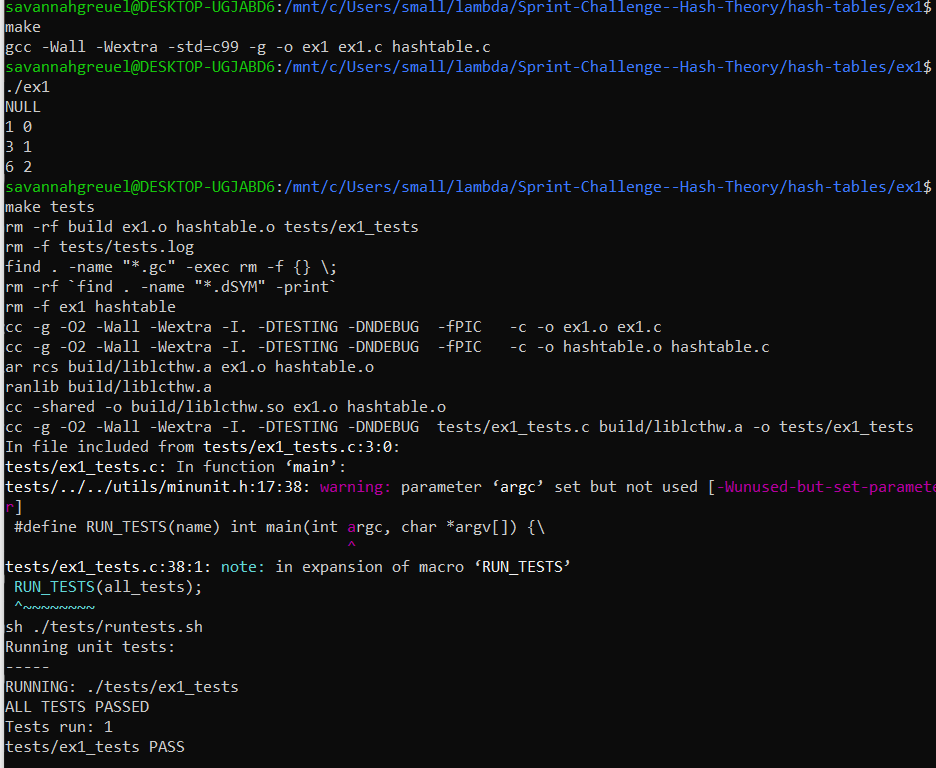 savannahgreuel@DESKTOP-UGJABD6:/mnt/c/Users/small/lambda/Sprint-Challenge--Hash-Theory/hash-tables/ex1$
make
gcc -Wall -Wextra -std=c99 -g -o ex1 ex1.c hashtable.c
savannahgreuel@DESKTOP-UGJABD6:/mnt/c/Users/small/lambda/Sprint-Challenge--Hash-Theory/hash-tables/ex1$
./ex1
NULL
1 0
3 1
6 2
savannahgreuel@DESKTOP-UGJABD6:/mnt/c/Users/small/lambda/Sprint-Challenge--Hash-Theory/hash-tables/ex1$
make tests
rm -rf build ex1.o hashtable.o tests/ex1_tests
rm -f tests/tests.log
find . -name "*.gc" -exec rm -f {} \;
rm -rf `find . -name "*.dSYM" -print`
rm -f ex1 hashtable
cc -g -O2 -Wall -Wextra -I. -DTESTING -DNDEBUG  -fPIC   -c -o ex1.o ex1.c
cc -g -O2 -Wall -Wextra -I. -DTESTING -DNDEBUG  -fPIC   -c -o hashtable.o hashtable.c
ar rcs build/liblcthw.a ex1.o hashtable.o
ranlib build/liblcthw.a
cc -shared -o build/liblcthw.so ex1.o hashtable.o
cc -g -O2 -Wall -Wextra -I. -DTESTING -DNDEBUG  tests/ex1_tests.c build/liblcthw.a -o tests/ex1_tests
In file included from tests/ex1_tests.c:3:0:
tests/ex1_tests.c: In function ‘main’:
tests/../../utils/minunit.h:17:38: warning: parameter ‘argc’ set but not used [-Wunused-but-set-paramete
r]
 #define RUN_TESTS(name) int main(int argc, char *argv[]) {\
                                      ^
tests/ex1_tests.c:38:1: note: in expansion of macro ‘RUN_TESTS’
 RUN_TESTS(all_tests);
 ^~~~~~~~~
sh ./tests/runtests.sh
Running unit tests:
-----
RUNNING: ./tests/ex1_tests
ALL TESTS PASSED
Tests run: 1
tests/ex1_tests PASS